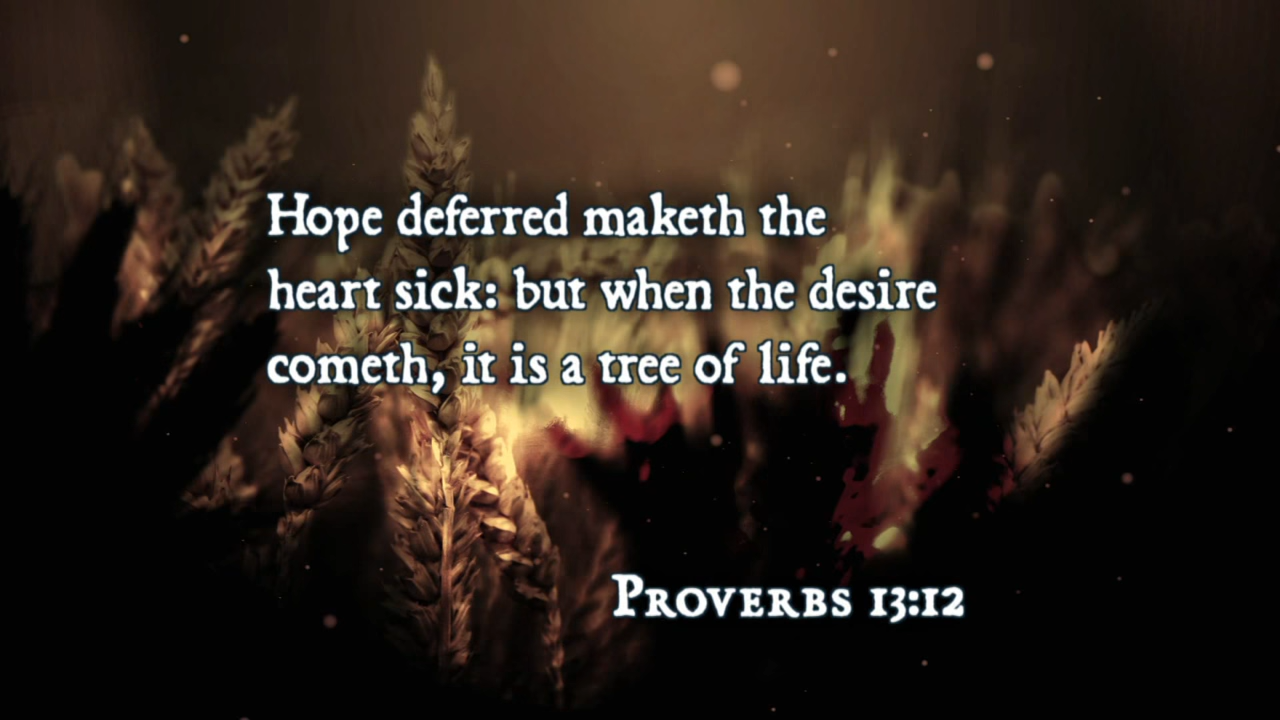 Hope deferred maketh the
heart sick: but when the desire
cometh, it is a tree of life.
Proverbs 13:12